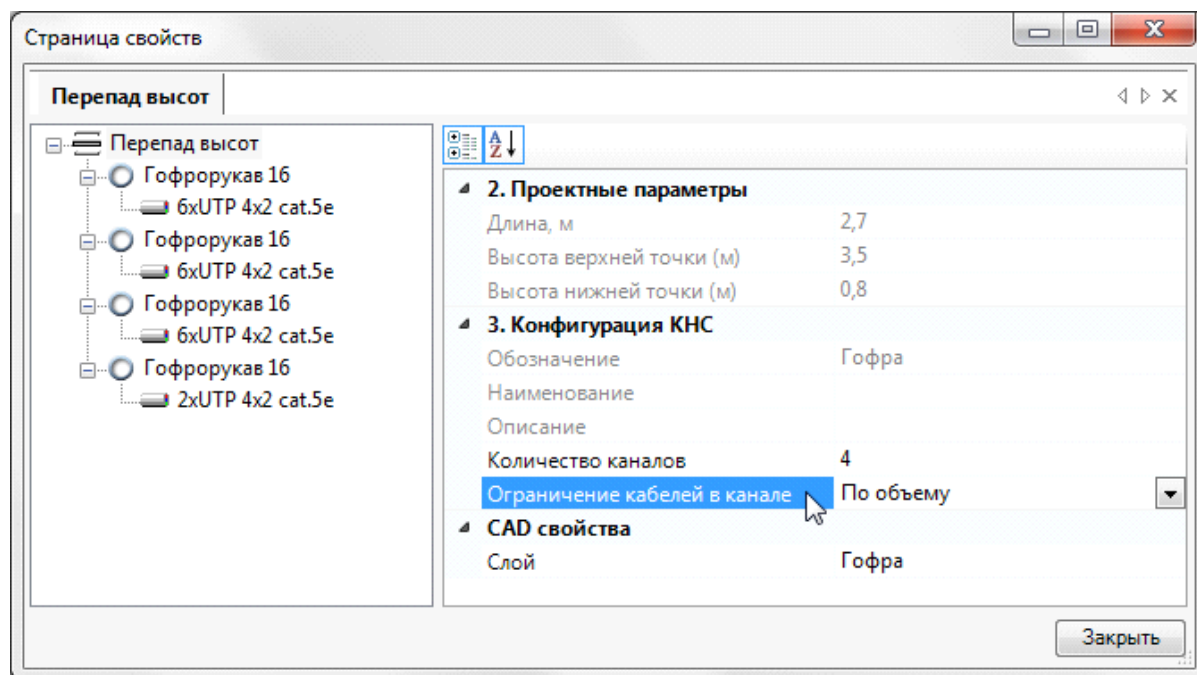 Страница свойств
Перепад высот
Перепад высот
Гофрорукав 16
6xUTP 4x2 cat.5e
Гофрорукав 16
6xUTP 4x2 cat.5e
Гофрорукав 16
6xUTP 4x2 cat.5e
Гофрорукав 16
2xUTP 4x2 cat.5e
A
Z
2. Проектные параметры
Длина, м 2,7
Высота верхней точки (м) 3,5
Высота нижней точки (м) 0,8
3. Конфигурация КНС
Обозначение Гофра
Наименование
Описание
Количество каналов 4
Ограничение кабелей в канале По объему
CAD свойства
Слой Гофра
Закрыть